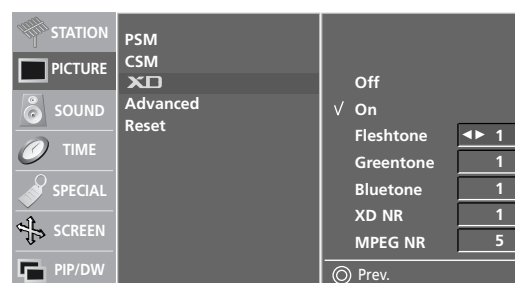 STATION
PICTURE
SOUND
TIME
SPECIAL
SCREEN
PIP/DW
PSM
CSM
XD
Advanced
Reset
Off
√ On
Fleshtone ◄► 1
Greentone 1
Bluetone 1
XD NR 1
MPEG NR 5
Prev.